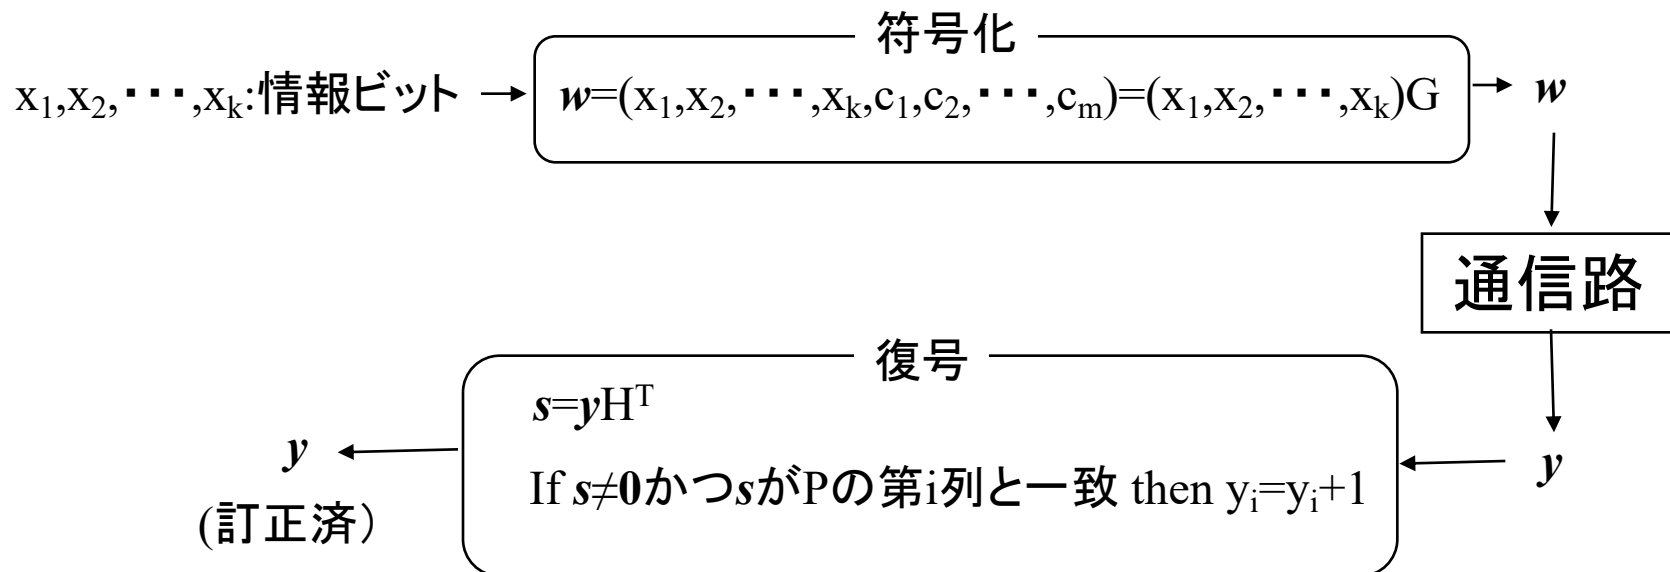 符号化
x₁,x₂,・・・,xₖ:情報ビット
w=(x₁,x₂,・・・,xₖ,c₁,c₂,・・・,cₘ)=(x₁,x₂,・・・,xₖ)G
w
通信路
y
復号
s=yHᵀ
If s≠0かつsがPの第i列と一致 then yᵢ=yᵢ+1
y
(訂正済)